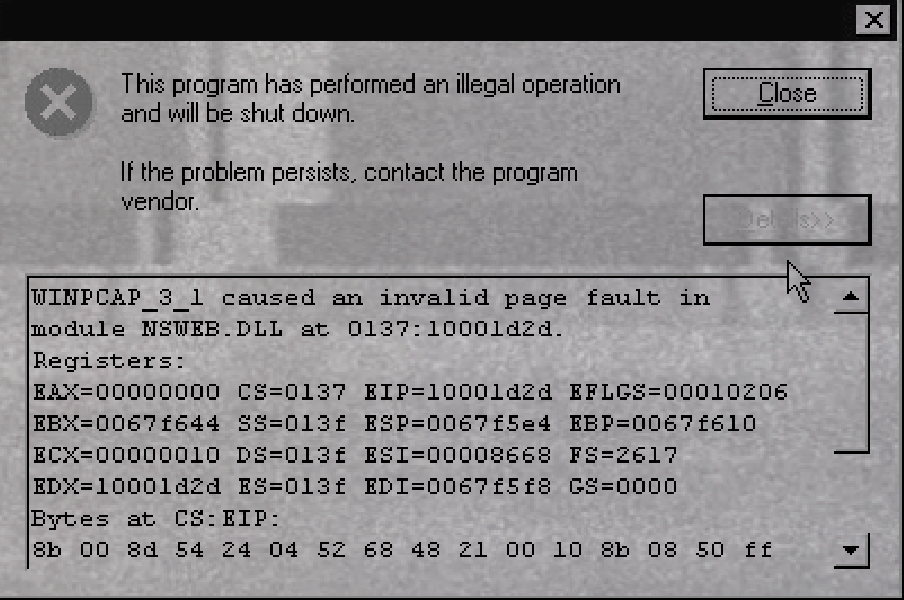 This program has performed an illegal operation
and will be shut down.
If the problem persists, contact the program
vendor.
Close
Details>>
WINPCAP_3_1 caused an invalid page fault in
module NSWEB.DLL at 0137:10001d2d.
Registers:
EAX=00000000 CS=0137 EIP=10001d2d EFLGS=00010206
EBX=0067f644 SS=013f ESP=0067f5e4 EBP=0067f610
ECX=00000010 DS=013f ESI=00008668 FS=2617
EDX=10001d2d ES=013f EDI=0067f5f8 GS=0000
Bytes at CS:EIP:
8b 00 8d 54 24 04 52 68 48 21 00 10 8b 08 50 ff